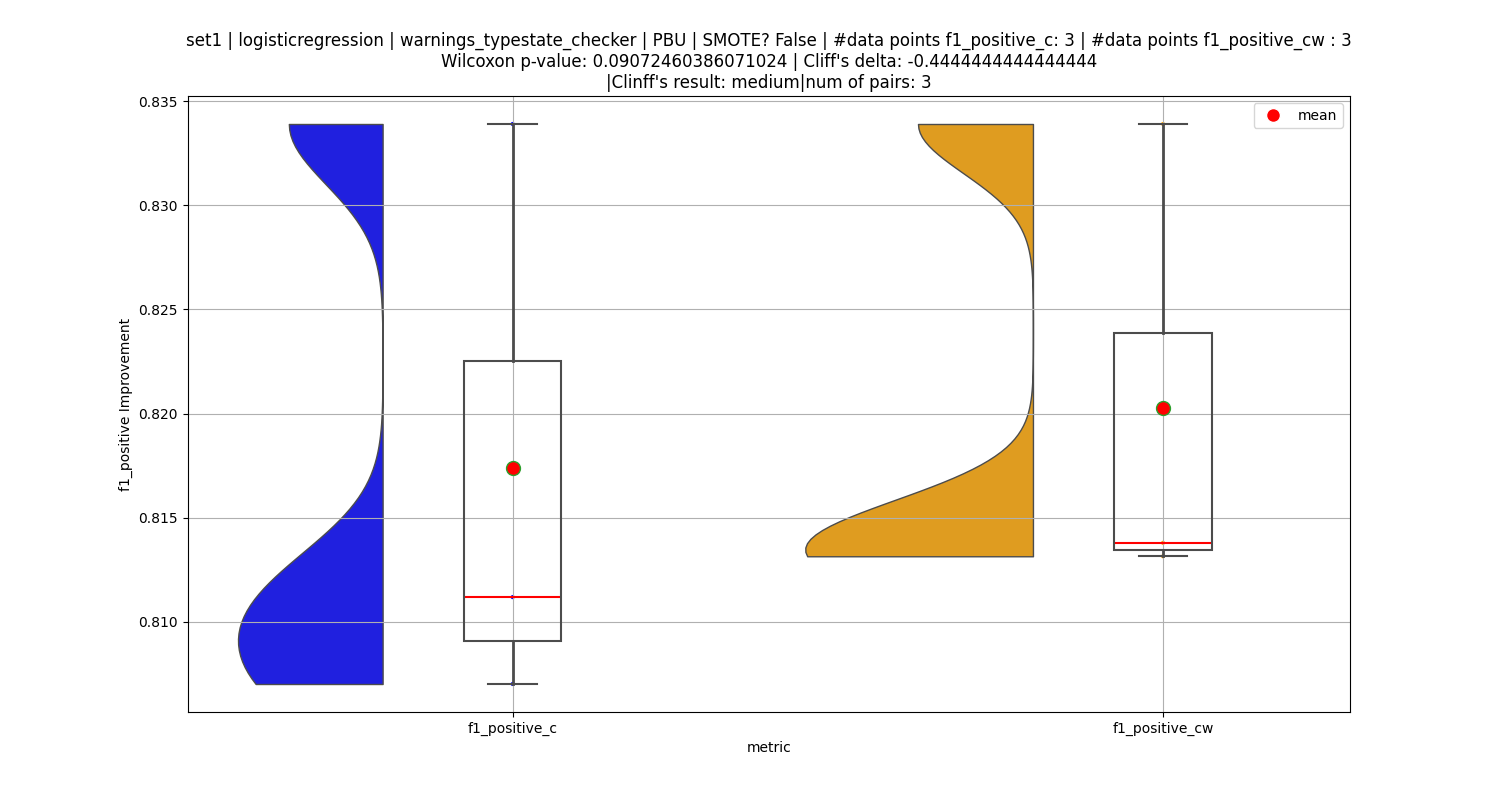 set1 | logisticregression | warnings_typestate_checker | PBU | SMOTE? False | #data points f1_positive_c: 3 | #data points f1_positive_cw : 3
Wilcoxon p-value: 0.09072460386071024 | Cliff's delta: -0.4444444444444444
|Clinff's result: medium|num of pairs: 3
mean
f1_positive Improvement
0.835
0.830
0.825
0.820
0.815
0.810
f1_positive_c
f1_positive_cw
metric